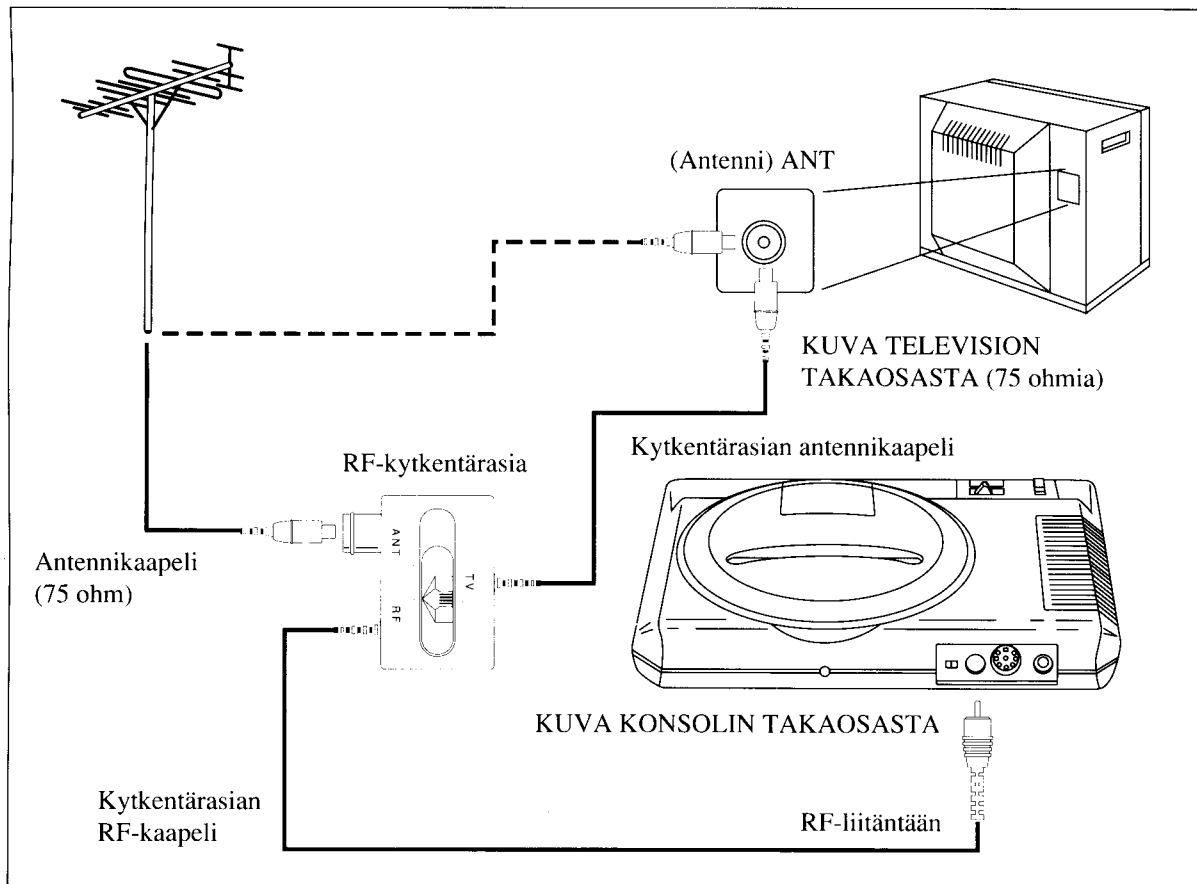 (Antenni) ANT
KUVA TELEVISION
TAKAOSASTA (75 ohmia)
RF-kytkentärasia
Kytkentärasian antennikaapeli
ANT
TV
RF
Antennikaapeli
(75 ohm)
KUVA KONSOLIN TAKAOSASTA
Kytkentärasian
RF-kaapeli
RF-liitäntään